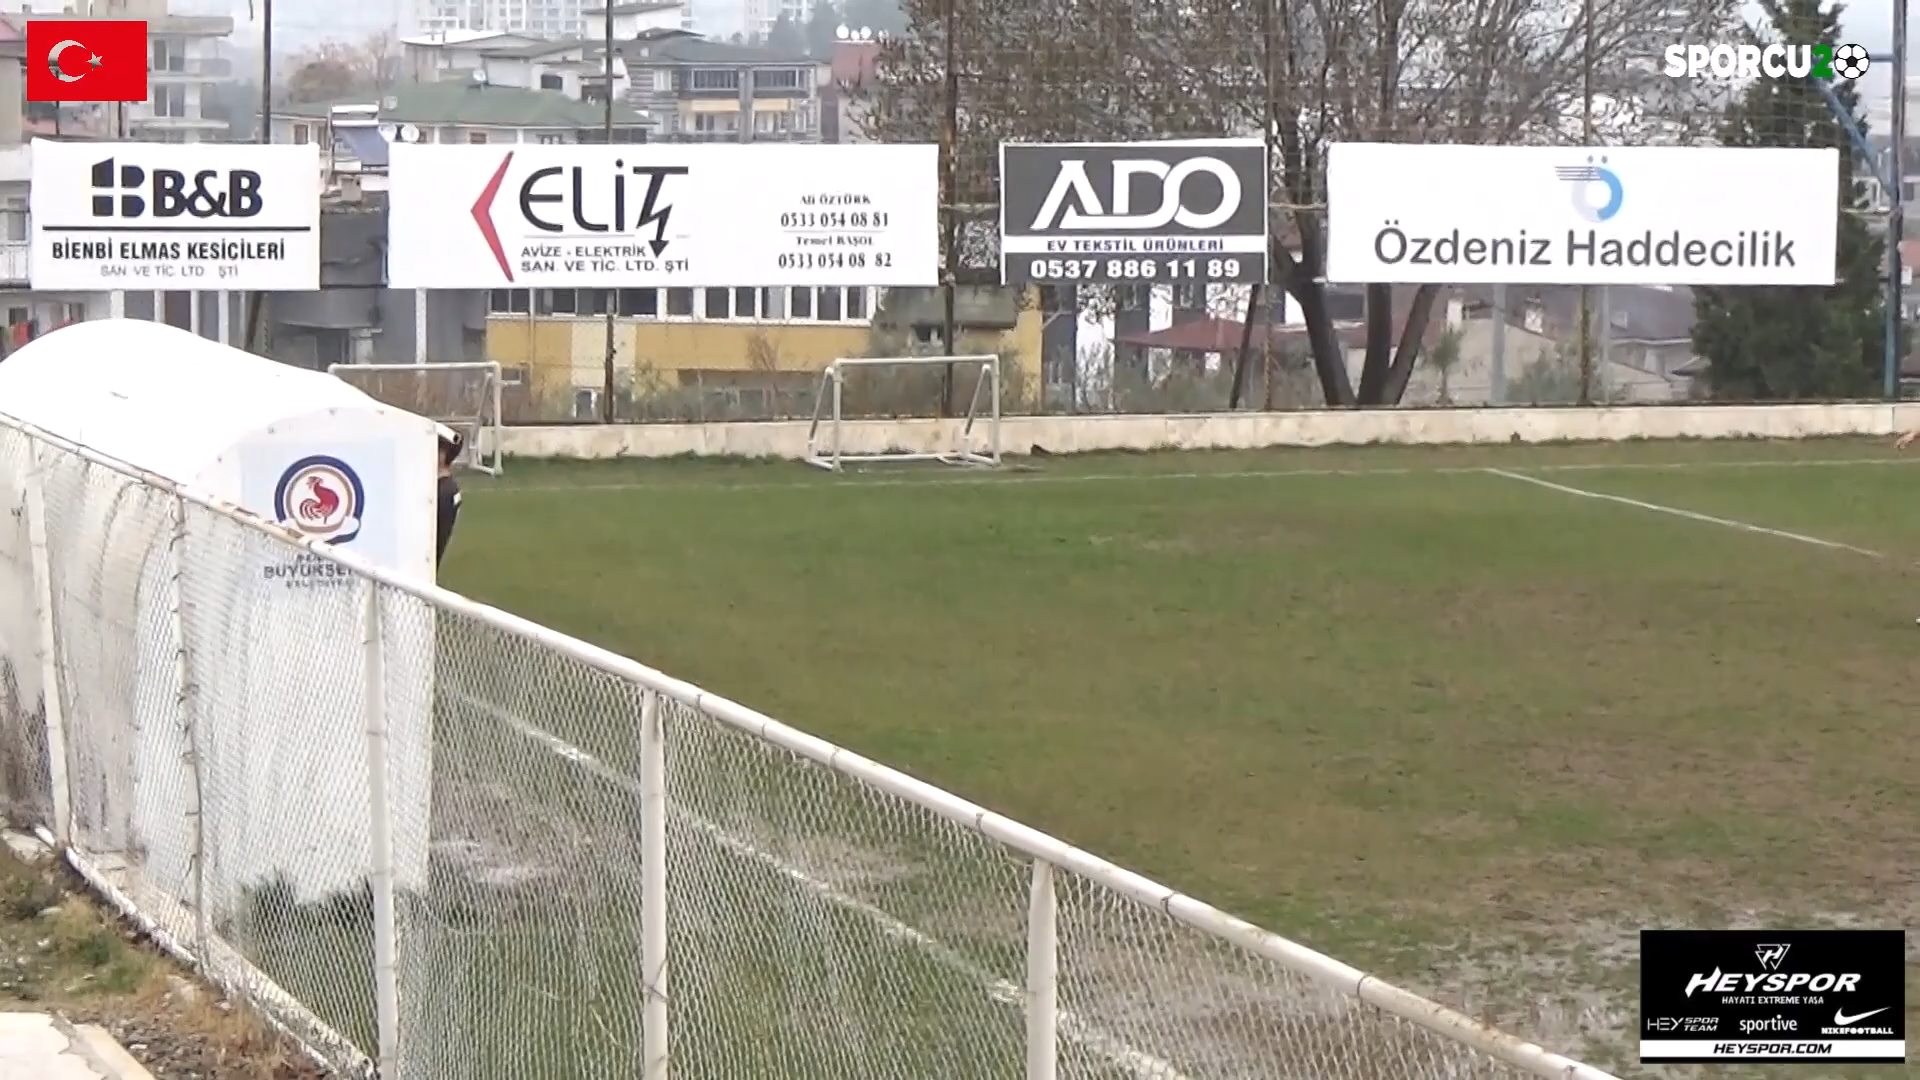 SPORCU20
B&B
BİENBİ ELMAS KESİCİLERİ
SAN. VE TİC. LTD. ŞTİ
ELİT
AVİZE - ELEKTRİK
SAN. VE TİC. LTD. ŞTİ
Ali ÖZTÜRK
0533 054 08 81
Temel BAŞOL
0533 054 08 82
ADO
EV TEKSTİL ÜRÜNLERİ
0537 886 11 89
Özdeniz Haddecilik
HEYSPOR
HAYATI EXTREME YAŞA
HEYSPOR TEAM
sportive
NIKEFOOTBALL
HEYSPOR.COM